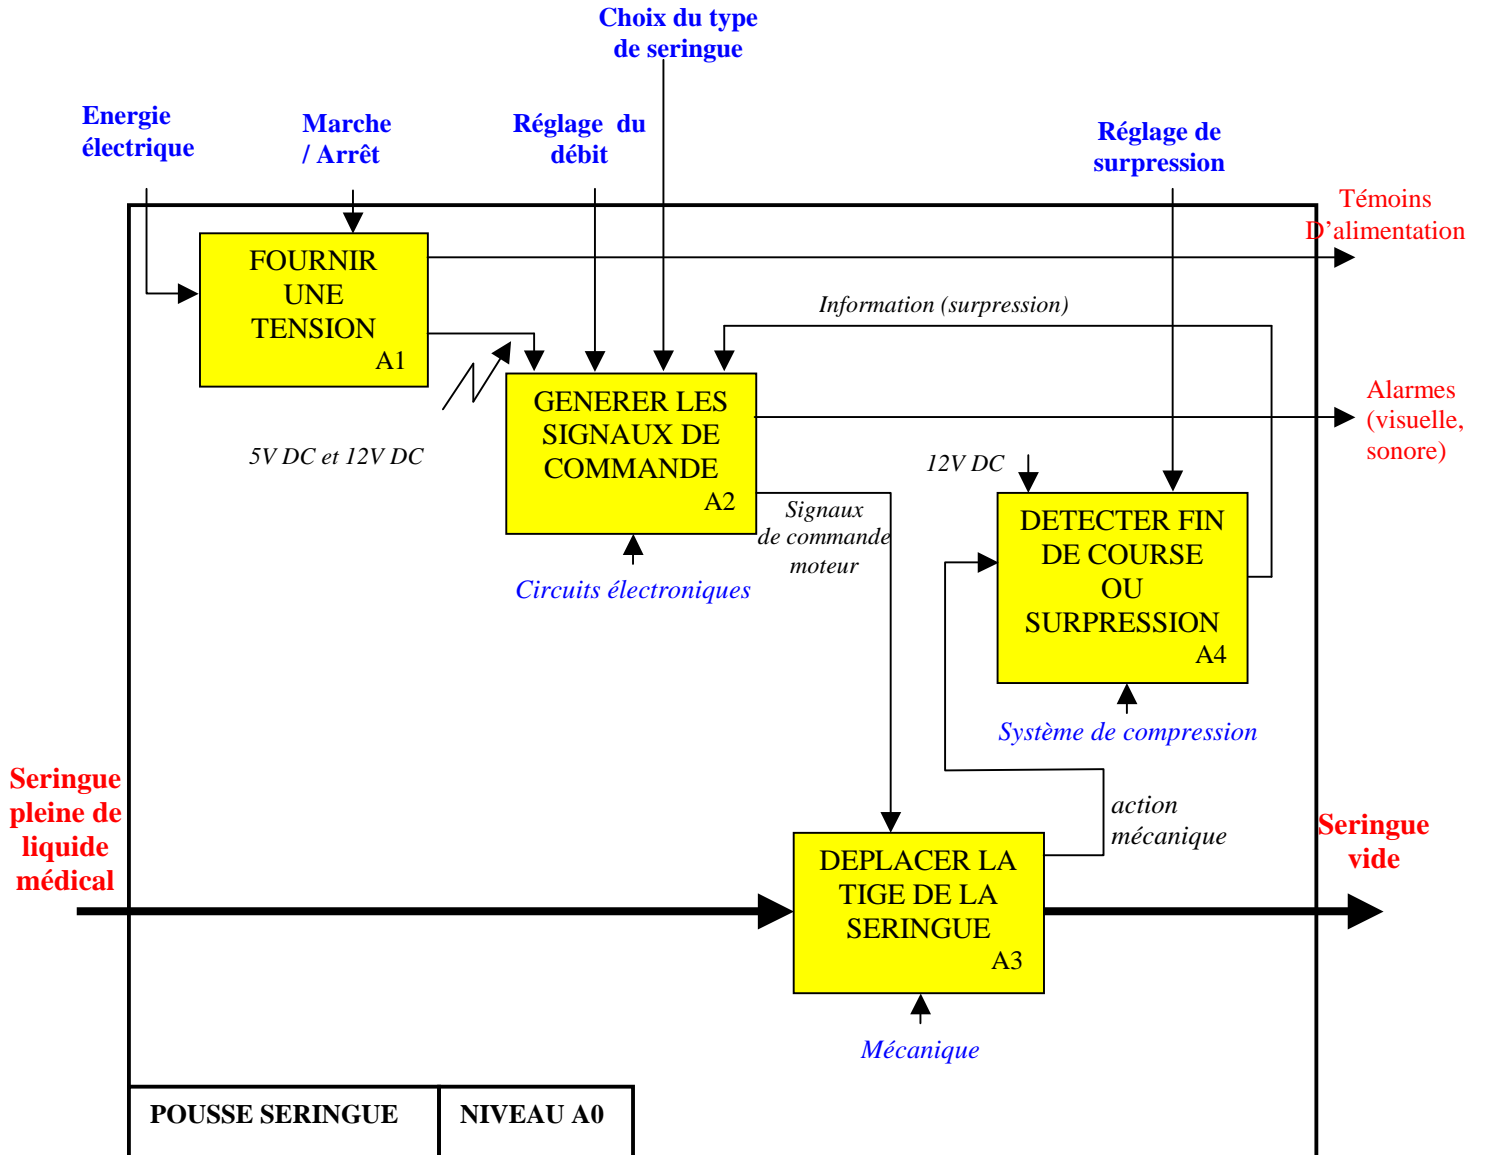 Choix du type
de seringue
Energie
électrique
Marche
/ Arrêt
Réglage du
débit
Réglage de
surpression
Témoins
D'alimentation
FOURNIR
UNE
TENSION
A1
Information (surpression)
GENERER LES
SIGNAUX DE
COMMANDE
A2
Alarmes
(visuelle,
sonore)
5V DC et 12V DC
12V DC
Signaux
de commande
moteur
DETECTER FIN
DE COURSE
OU
SURPRESSION
A4
Circuits électroniques
Système de compression
Seringue
pleine de
liquide
médical
action
mécanique
Seringue
vide
DEPLACER LA
TIGE DE LA
SERINGUE
A3
Mécanique
POUSSE SERINGUE
NIVEAU A0